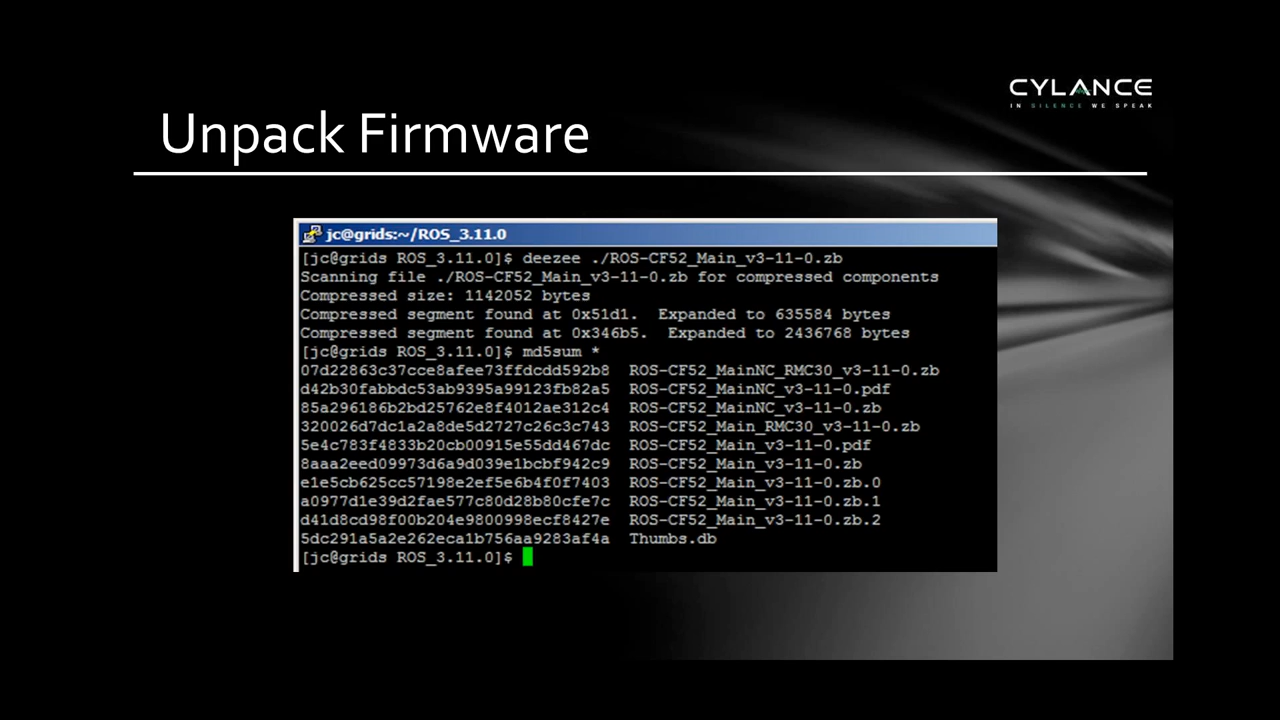 CYLANCE
IN SILENCE WE SPEAK
Unpack Firmware
jc@grids:~/ROS_3.11.0
[jc@grids ROS_3.11.0]$ deezee ./ROS-CF52_Main_v3-11-0.zb
Scanning file ./ROS-CF52_Main_v3-11-0.zb for compressed components
Compressed size: 1142052 bytes
Compressed segment found at 0x51d1.  Expanded to 635584 bytes
Compressed segment found at 0x346b5.  Expanded to 2436768 bytes
[jc@grids ROS_3.11.0]$ md5sum *
07d22863c37cce8afee73ffdcdd592b8  ROS-CF52_MainNC_RMC30_v3-11-0.zb
d42b30fabbdc53ab9395a99123fb82a5  ROS-CF52_MainNC_v3-11-0.pdf
85a296186b2bd25762e8f4012ae312c4  ROS-CF52_MainNC_v3-11-0.zb
320026d7dc1a2a8de5d2727c26c3c743  ROS-CF52_Main_RMC30_v3-11-0.zb
5e4c783f4833b20cb00915e55dd467dc  ROS-CF52_Main_v3-11-0.pdf
8aaa2eed09973d6a9d039e1bcbf942c9  ROS-CF52_Main_v3-11-0.zb
e1e5cb625cc57198e2ef5e6b4f0f7403  ROS-CF52_Main_v3-11-0.zb.0
a0977d1e39d2fae577c80d28b80cfe7c  ROS-CF52_Main_v3-11-0.zb.1
d41d8cd98f00b204e9800998ecf8427e  ROS-CF52_Main_v3-11-0.zb.2
5dc291a5a2e262eca1b756aa9283af4a  Thumbs.db
[jc@grids ROS_3.11.0]$